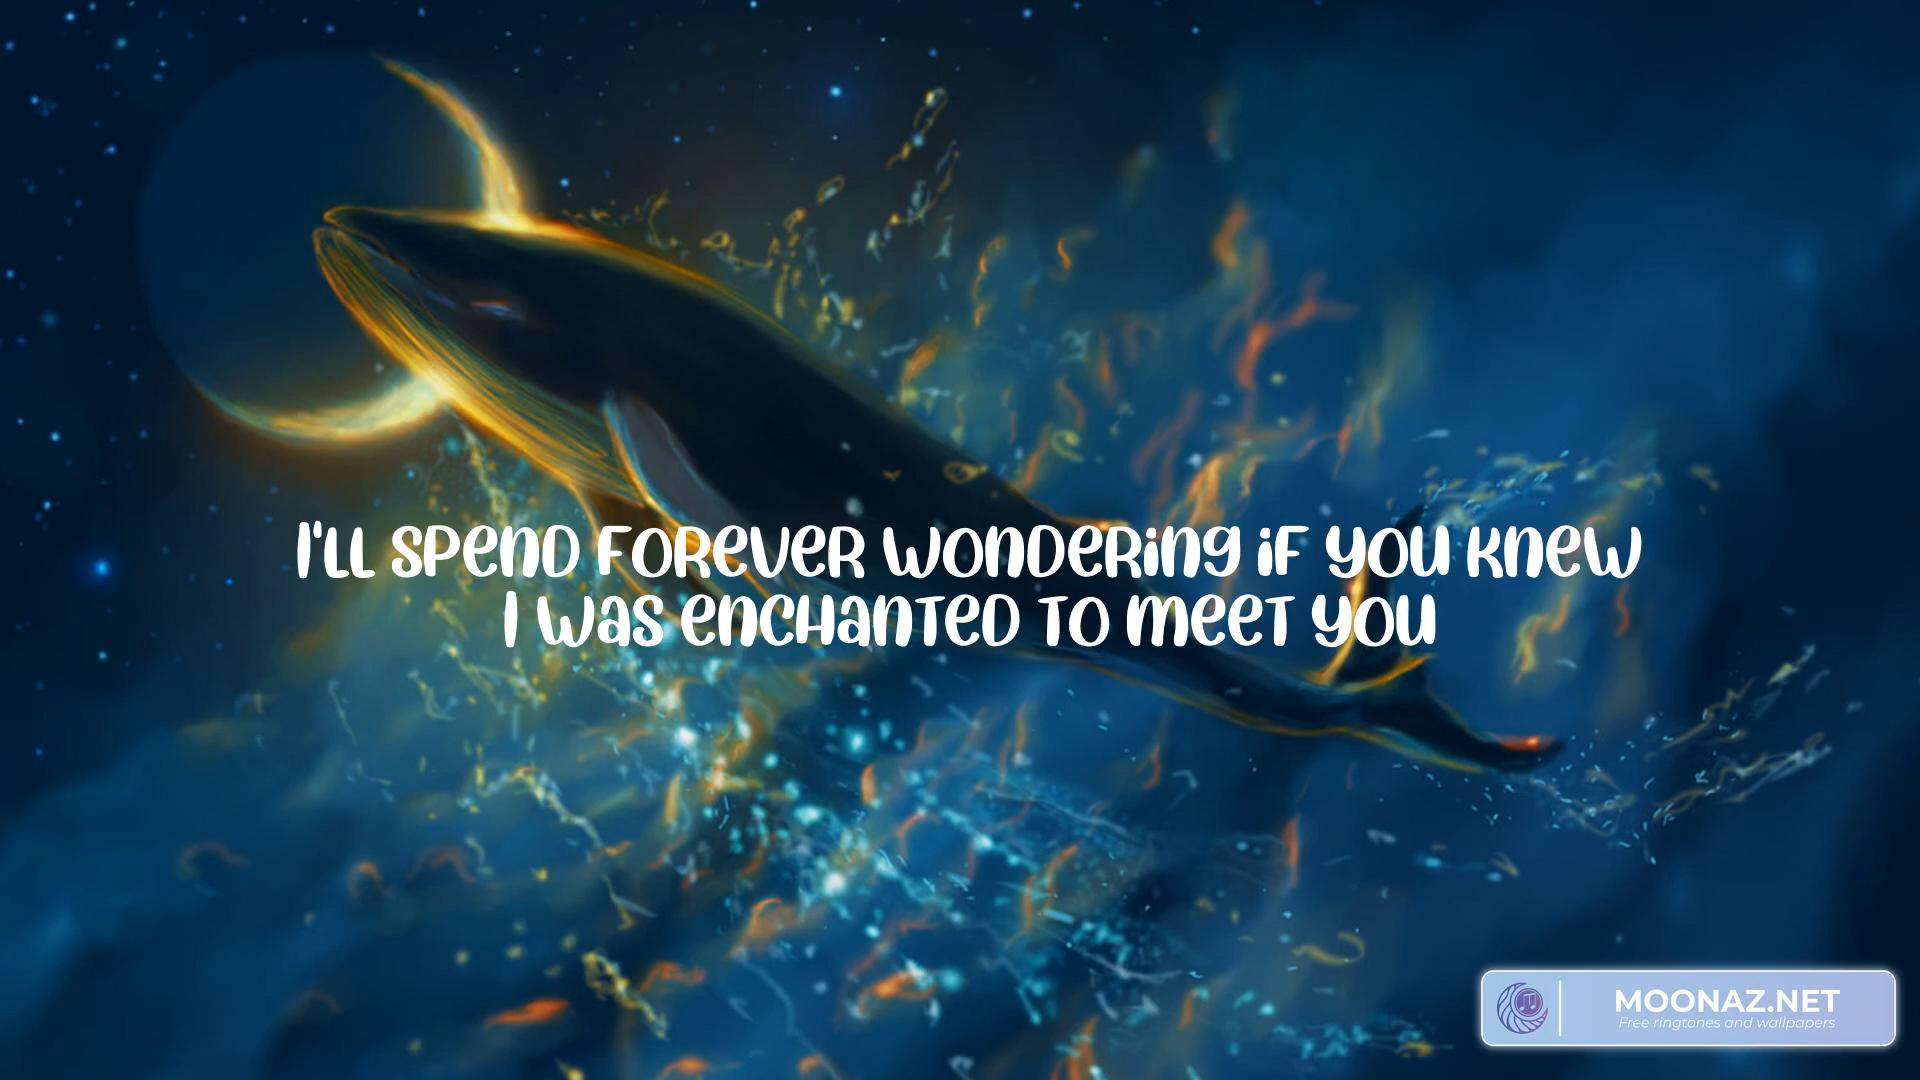 I'LL SPEND FOREVER WONDERING IF YOU KNEW
I WAS ENCHANTED TO MEET YOU
MOONAZ.NET
Free ringtones and wallpapers